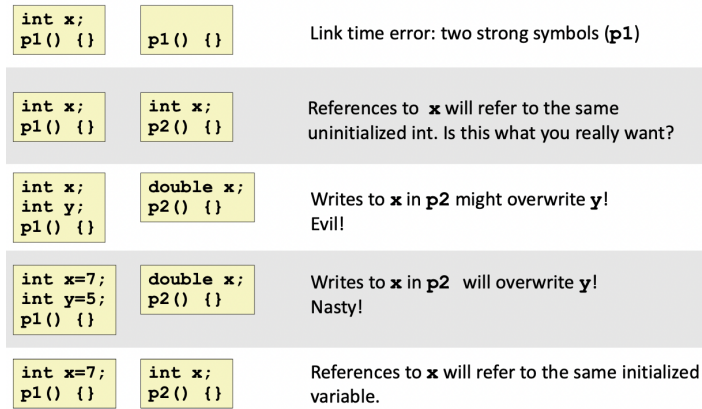 int x;
p1() {}
p1() {}
Link time error: two strong symbols (p1)
int x;
p1() {}
int x;
p2() {}
References to x will refer to the same
uninitialized int. Is this what you really want?
int x;
int y;
p1() {}
double x;
p2() {}
Writes to x in p2 might overwrite y!
Evil!
int x=7;
int y=5;
p1() {}
double x;
p2() {}
Writes to x in p2 will overwrite y!
Nasty!
int x=7;
p1() {}
int x;
p2() {}
References to x will refer to the same initialized
variable.